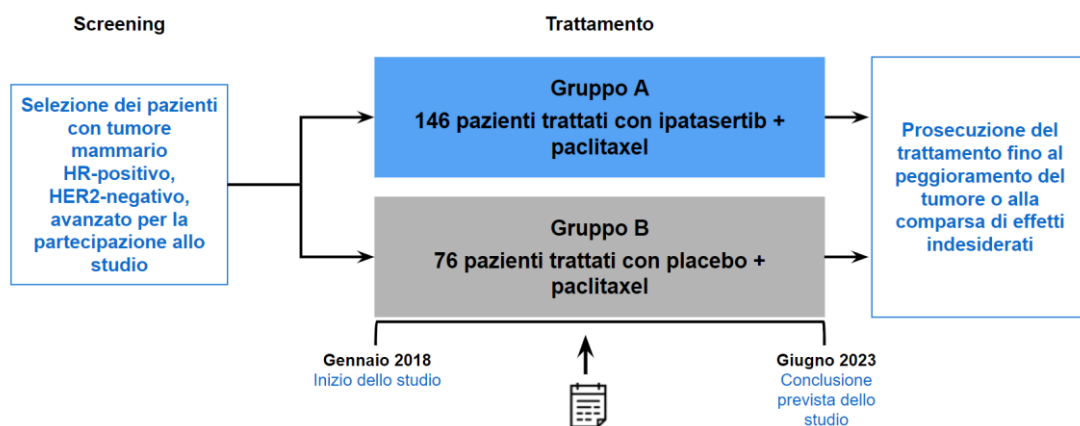 Screening
Trattamento
Selezione dei pazienti
con tumore
mammario
HR-positivo,
HER2-negativo,
avanzato per la
partecipazione allo
studio
Gruppo A
146 pazienti trattati con ipatasertib +
paclitaxel
Gruppo B
76 pazienti trattati con placebo +
paclitaxel
Prosecuzione del
trattamento fino al
peggioramento del
tumore o alla
comparsa di effetti
indesiderati
Gennaio 2018
Inizio dello studio
Giugno 2023
Conclusione
prevista dello
studio